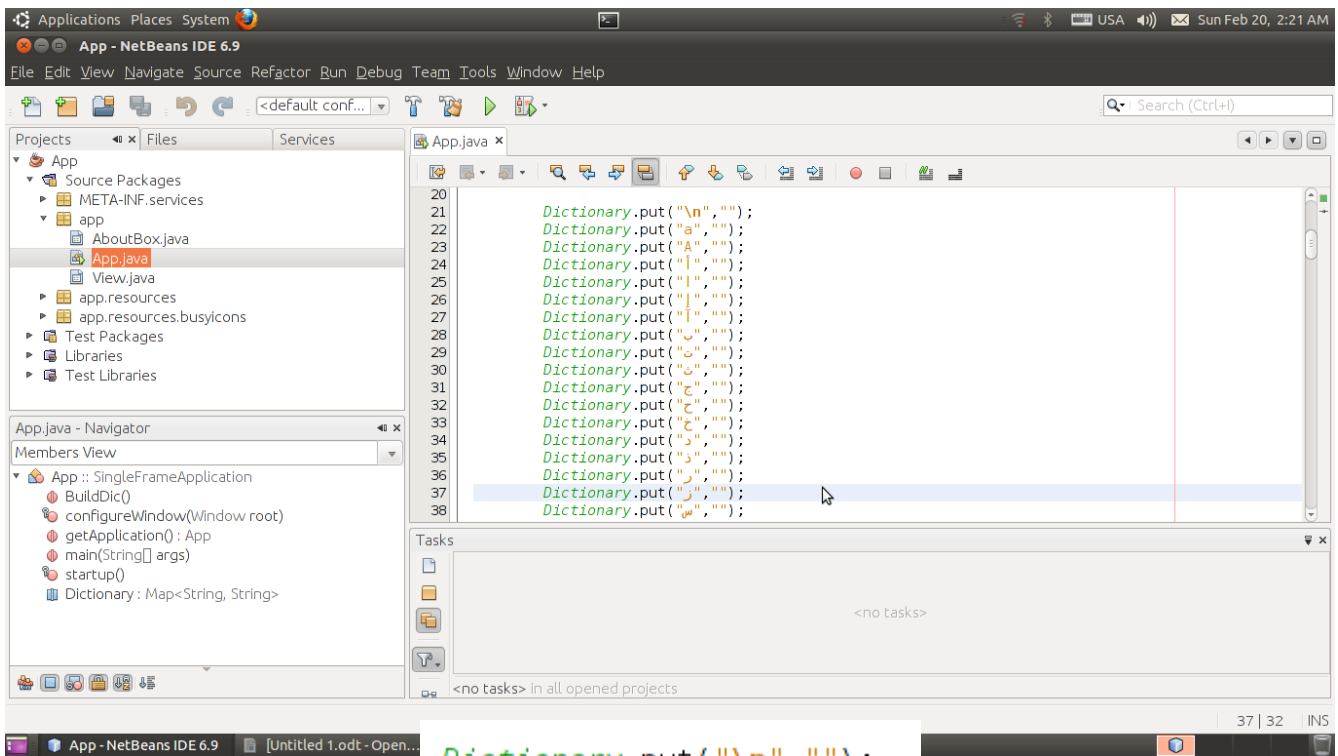 Applications Places System USA Sun Feb 20, 2:21 AM
App - NetBeans IDE 6.9
File Edit View Navigate Source Refactor Run Debug Team Tools Window Help
<default conf... Search (Ctrl+I)
Projects Files Services
App
Source Packages
META-INF.services
app
AboutBox.java
App.java
View.java
app.resources
app.resources.busyicons
Test Packages
Libraries
Test Libraries
App.java - Navigator
Members View
App :: SingleFrameApplication
BuildDic()
configureWindow(Window root)
getApplication() : App
main(String[] args)
startup()
Dictionary : Map<String, String>
App.java
20
21 Dictionary.put("\n","");
22 Dictionary.put("a","");
23 Dictionary.put("A","");
24 Dictionary.put("أ","");
25 Dictionary.put("ا","");
26 Dictionary.put("إ","");
27 Dictionary.put("آ","");
28 Dictionary.put("ب","");
29 Dictionary.put("ت","");
30 Dictionary.put("ث","");
31 Dictionary.put("ج","");
32 Dictionary.put("ح","");
33 Dictionary.put("خ","");
34 Dictionary.put("د","");
35 Dictionary.put("ذ","");
36 Dictionary.put("ر","");
37 Dictionary.put("ز","");
38 Dictionary.put("س","");
Tasks
<no tasks>
<no tasks> in all opened projects
37 | 32 INS
App - NetBeans IDE 6.9 [Untitled 1.odt - Open...
Dictionary.put("\n","");